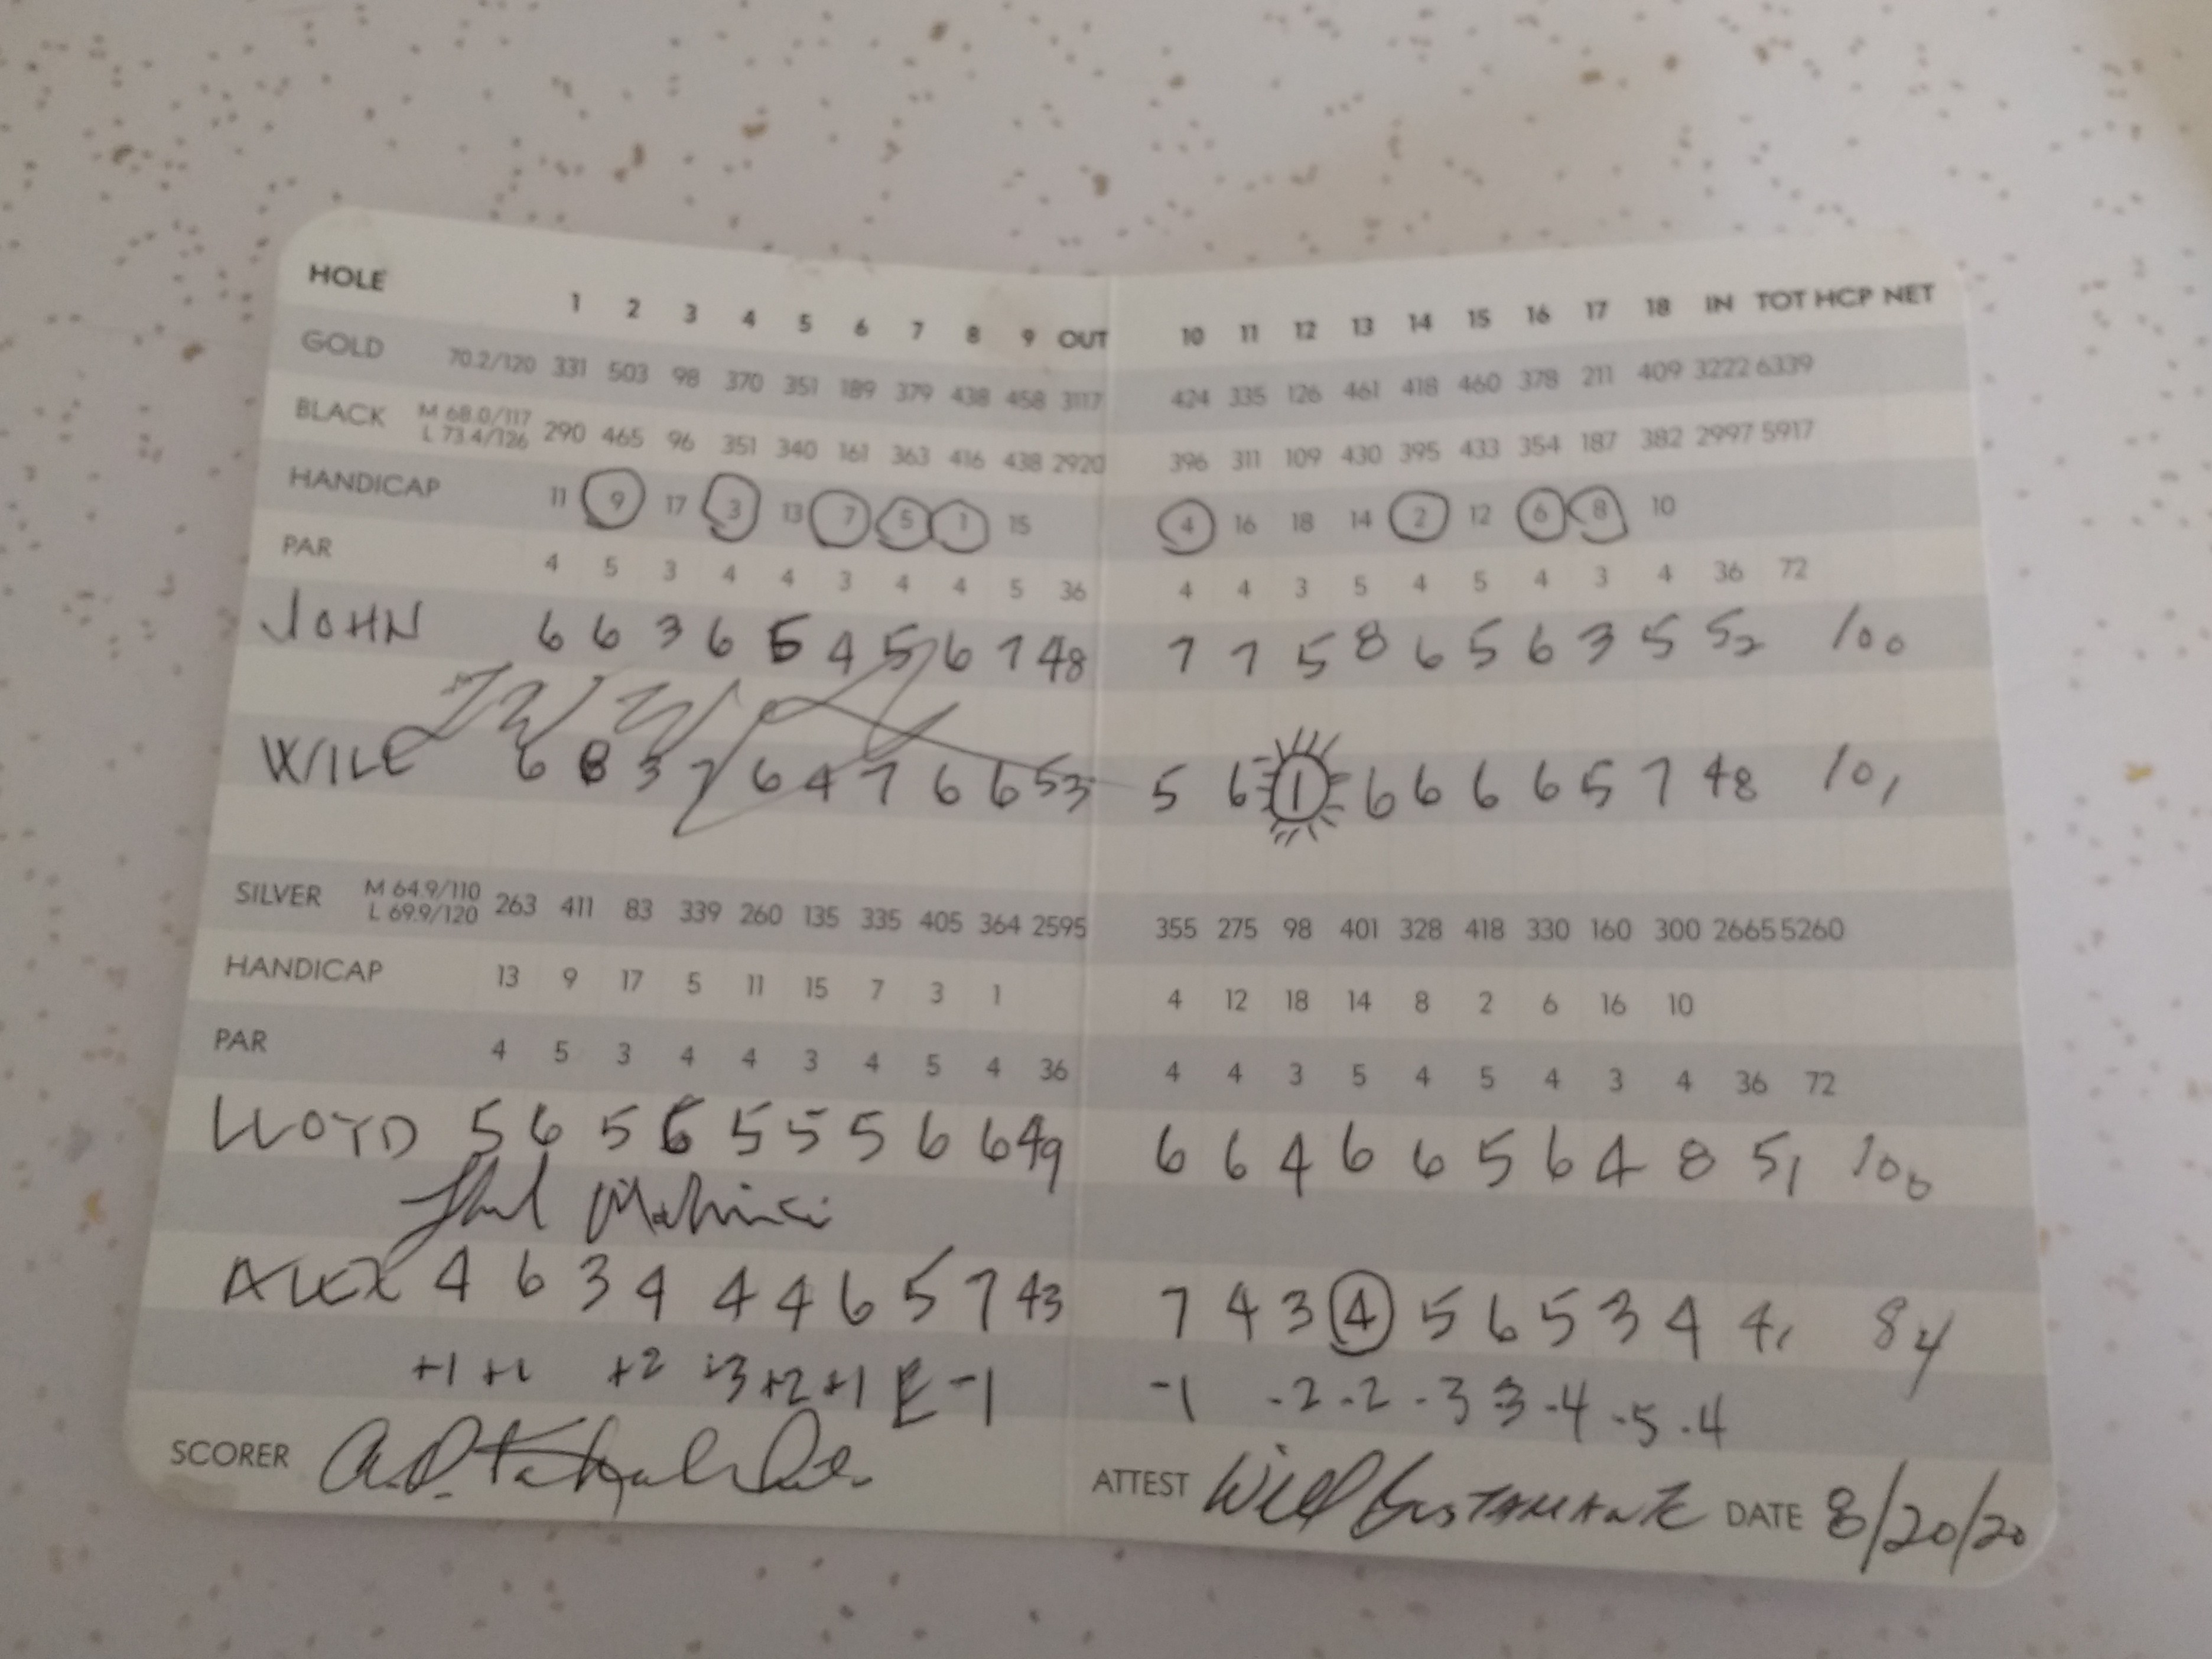 HOLE 1 2 3 4 5 6 7 8 9 OUT 10 11 12 13 14 15 16 17 18 IN TOT HCP NET
GOLD 70.2/120 331 503 98 370 351 189 379 438 458 3117 424 335 126 461 418 460 378 211 409 3222 6339
BLACK M 68.0/117 L 73.4/126 290 465 96 351 340 161 363 416 438 2920 396 311 109 430 395 433 354 187 382 2997 5917
HANDICAP 11 9 17 3 13 7 5 1 15 4 16 18 14 2 12 6 8 10
PAR 4 5 3 4 4 3 4 4 5 36 4 4 3 5 4 5 4 3 4 36 72
JOHN 6 6 3 6 5 4 5 6 7 48 7 7 5 8 6 5 6 3 5 52 100
WILL 6 8 3 7 6 4 7 6 6 53 5 6 1 6 6 6 6 5 7 48 101
SILVER M 64.9/110 L 69.9/120 263 411 83 339 260 135 335 405 364 2595 355 275 98 401 328 418 330 160 300 2665 5260
HANDICAP 13 9 17 5 11 15 7 3 1 4 12 18 14 8 2 6 16 10
PAR 4 5 3 4 4 3 4 5 4 36 4 4 3 5 4 5 4 3 4 36 72
LLOYD 5 6 5 6 5 5 5 6 6 49 6 6 4 6 6 5 6 4 8 51 100
ALEX 4 6 3 4 4 4 6 5 7 43 7 4 3 4 5 6 5 3 4 41 84
+1 +1 +2 +3 +2 +1 E -1 -1 -2 -2 -3 -3 -4 -5 -4
SCORER ATTEST Will Bustamante DATE 8/20/20